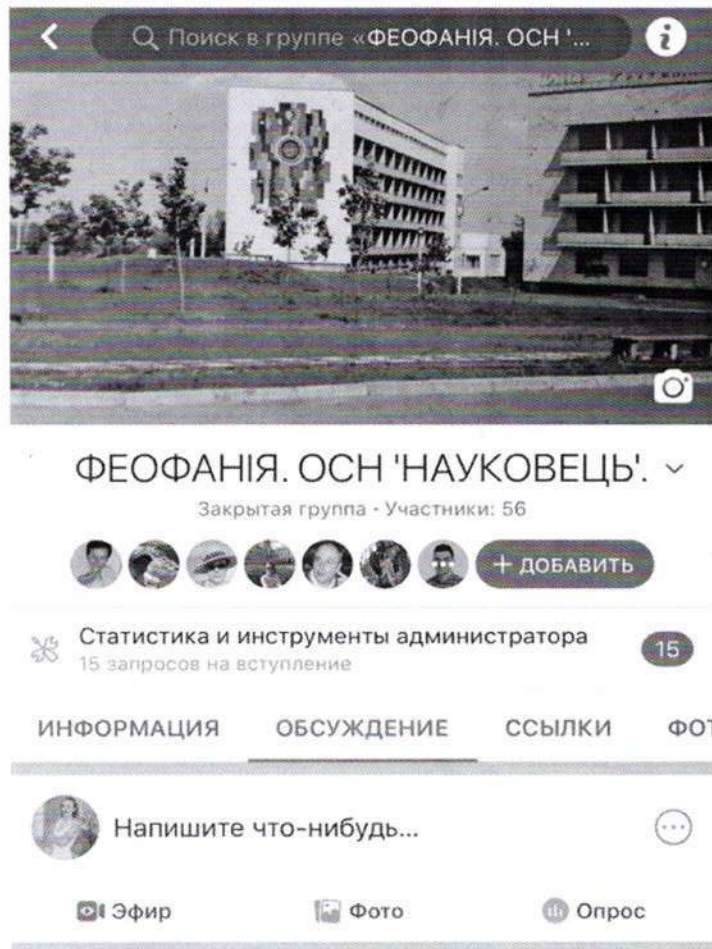 Поиск в группе «ФЕОФАНІЯ. ОСН '...
ФЕОФАНІЯ. ОСН 'НАУКОВЕЦЬ'.
Закрытая группа · Участники: 56
+ ДОБАВИТЬ
Статистика и инструменты администратора
15 запросов на вступление
15
ИНФОРМАЦИЯ ОБСУЖДЕНИЕ ССЫЛКИ ФОТ
Напишите что-нибудь...
Эфир Фото Опрос